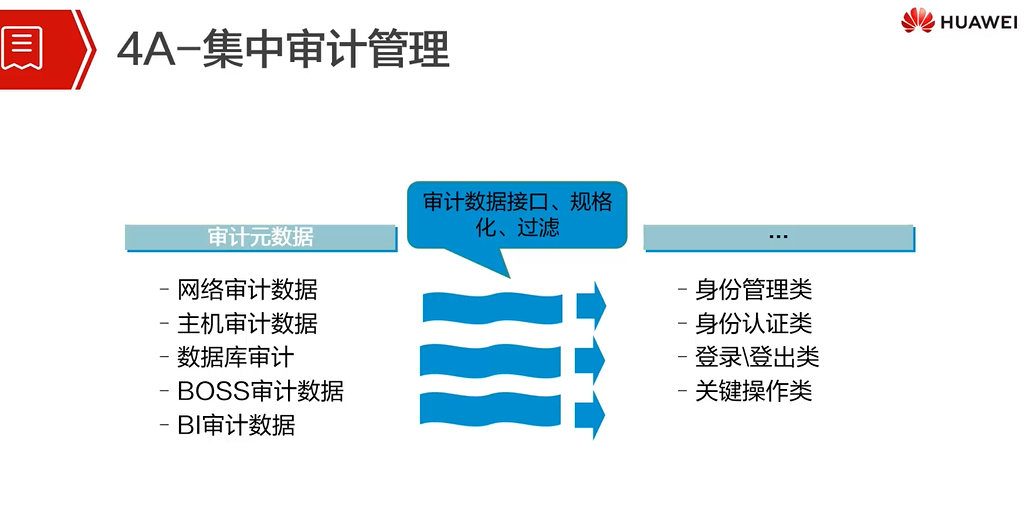 HUAWEI
4A-集中审计管理
审计数据接口、规格
化、过滤
审计元数据
- 网络审计数据
- 主机审计数据
- 数据库审计
- BOSS审计数据
- BI审计数据
...
- 身份管理类
- 身份认证类
- 登录\登出类
- 关键操作类